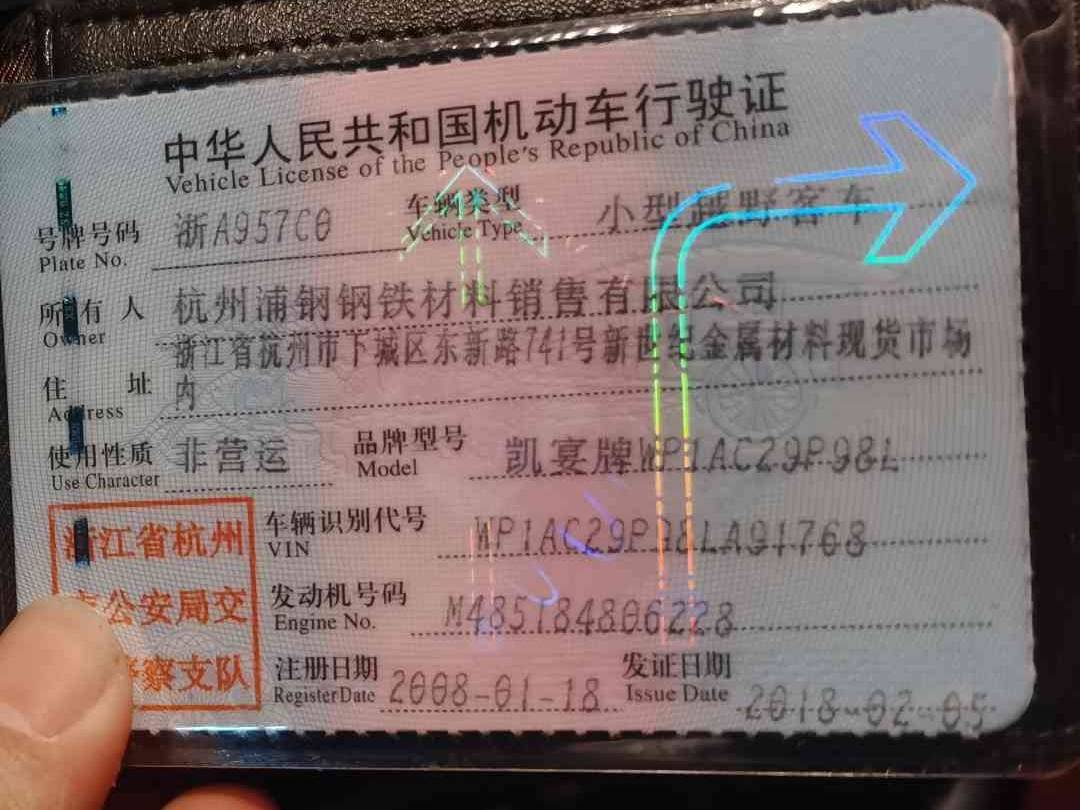 中华人民共和国机动车行驶证
Vehicle License of the People's Republic of China
号牌号码 浙A957C0 车辆类型 小型越野客车
Plate No. Vehicle Type
所有人 杭州浦钢钢铁材料销售有限公司
Owner
浙江省杭州市下城区东新路741号新世纪金属材料现货市场
住址 内
Address
使用性质 非营运 品牌型号 凯宴牌WP1AC29P98L
Use Character Model
浙江省杭州 车辆识别代号 WP1AC29P98LA91768
VIN
公安局交 发动机号码 M485184806228
Engine No.
察支队 注册日期 2008-01-18 发证日期 2018-02-05
Register Date Issue Date